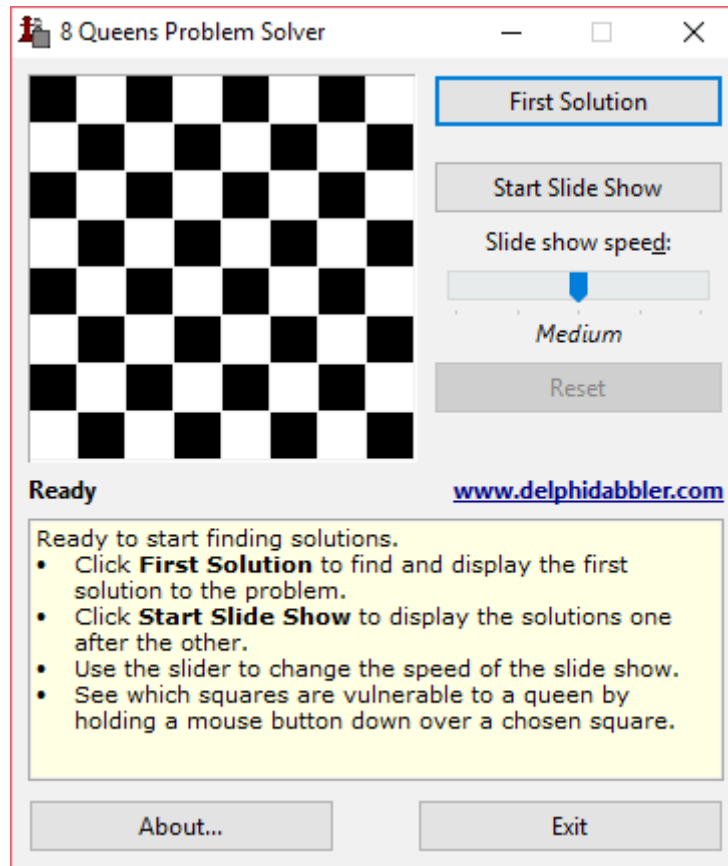 8 Queens Problem Solver
First Solution
Start Slide Show
Slide show speed:
Medium
Reset
Ready
www.delphidabbler.com
Ready to start finding solutions.
• Click First Solution to find and display the first
solution to the problem.
• Click Start Slide Show to display the solutions one
after the other.
• Use the slider to change the speed of the slide show.
• See which squares are vulnerable to a queen by
holding a mouse button down over a chosen square.
About...
Exit